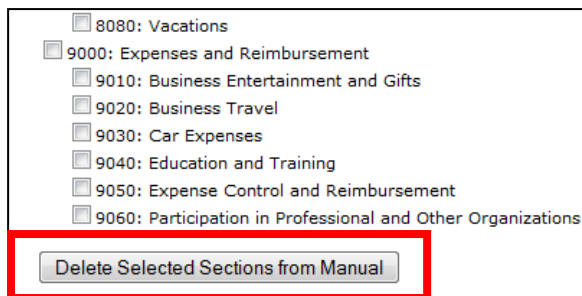 8080: Vacations
9000: Expenses and Reimbursement
9010: Business Entertainment and Gifts
9020: Business Travel
9030: Car Expenses
9040: Education and Training
9050: Expense Control and Reimbursement
9060: Participation in Professional and Other Organizations
Delete Selected Sections from Manual